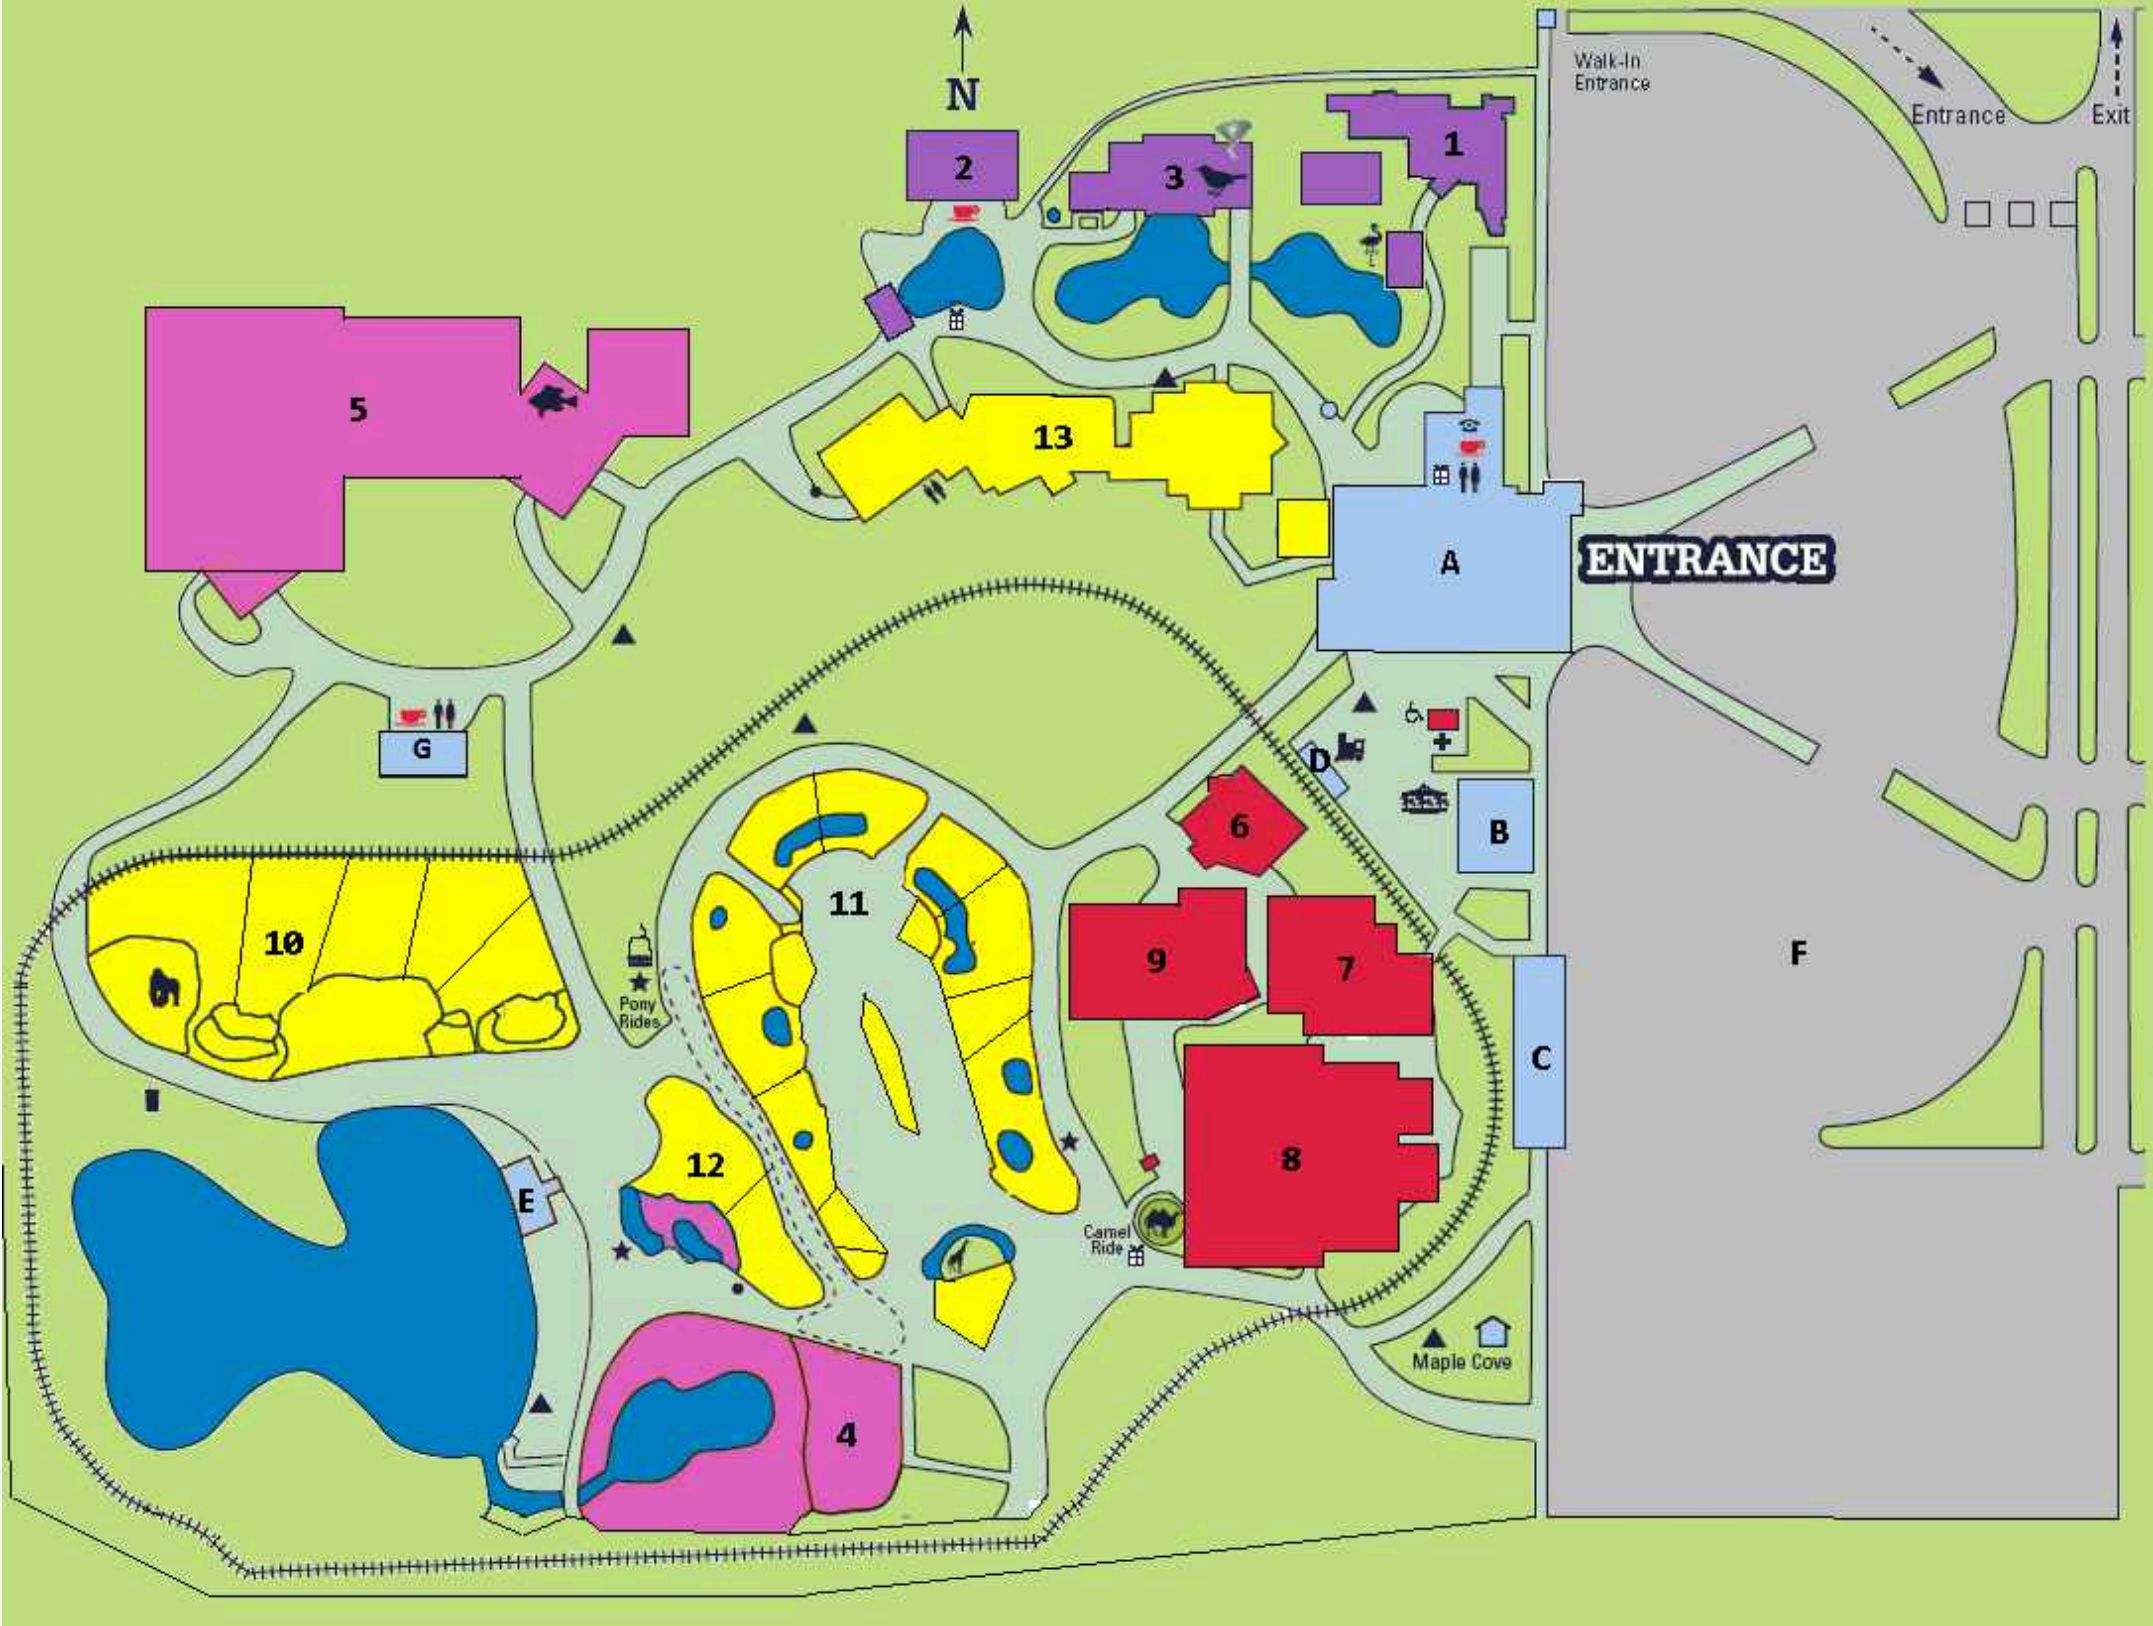 Walk-In
Entrance
N
Entrance
Exit
1
2
3
5
13
A
ENTRANCE
G
D
6
B
11
10
9
7
F
Pony
Rides
C
8
12
E
Camel
Ride
Maple Cove
4